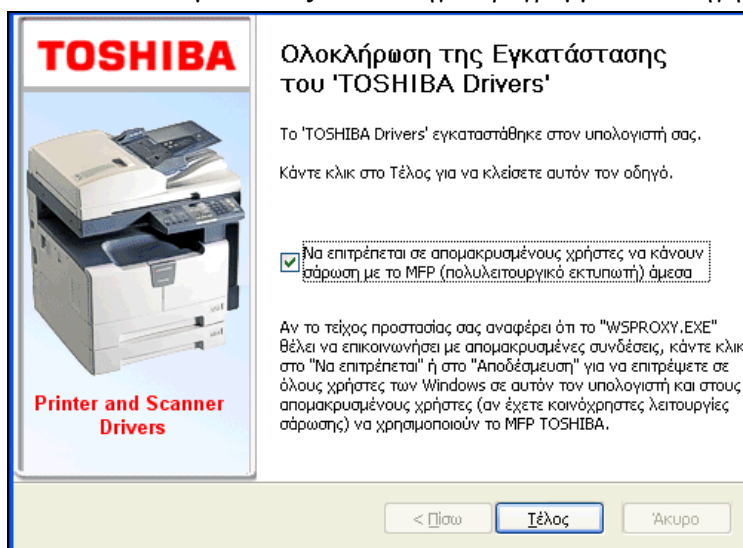 TOSHIBA
Printer and Scanner
Drivers
Ολοκλήρωση της Εγκατάστασης
του 'TOSHIBA Drivers'
Το 'TOSHIBA Drivers' εγκαταστάθηκε στον υπολογιστή σας.
Κάντε κλικ στο Τέλος για να κλείσετε αυτόν τον οδηγό.
Να επιτρέπεται σε απομακρυσμένους χρήστες να κάνουν
σάρωση με το MFP (πολυλειτουργικό εκτυπωτή) άμεσα
Αν το τείχος προστασίας σας αναφέρει ότι το "WSPROXY.EXE"
θέλει να επικοινωνήσει με απομακρυσμένες συνδέσεις, κάντε κλικ
στο "Να επιτρέπεται" ή στο "Αποδέσμευση" για να επιτρέψετε σε
όλους χρήστες των Windows σε αυτόν τον υπολογιστή και στους
απομακρυσμένους χρήστες (αν έχετε κοινόχρηστες λειτουργίες
σάρωσης) να χρησιμοποιούν το MFP TOSHIBA.
< Πίσω
Τέλος
Άκυρο